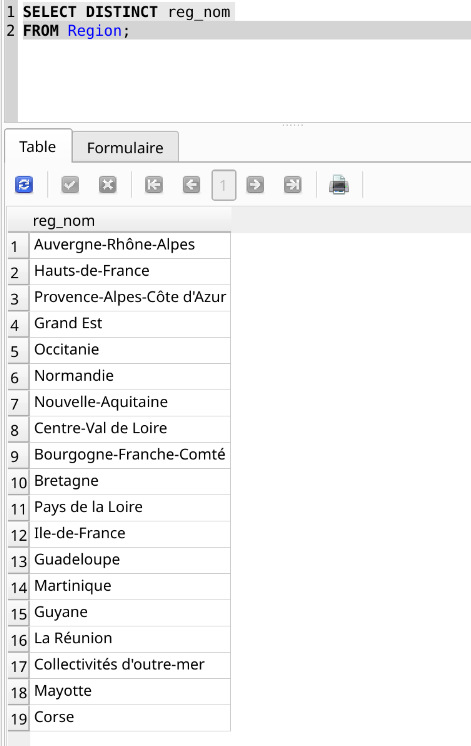 1 SELECT DISTINCT reg_nom
2 FROM Region;
Table Formulaire
1
reg_nom
1 Auvergne-Rhône-Alpes
2 Hauts-de-France
3 Provence-Alpes-Côte d'Azur
4 Grand Est
5 Occitanie
6 Normandie
7 Nouvelle-Aquitaine
8 Centre-Val de Loire
9 Bourgogne-Franche-Comté
10 Bretagne
11 Pays de la Loire
12 Ile-de-France
13 Guadeloupe
14 Martinique
15 Guyane
16 La Réunion
17 Collectivités d'outre-mer
18 Mayotte
19 Corse